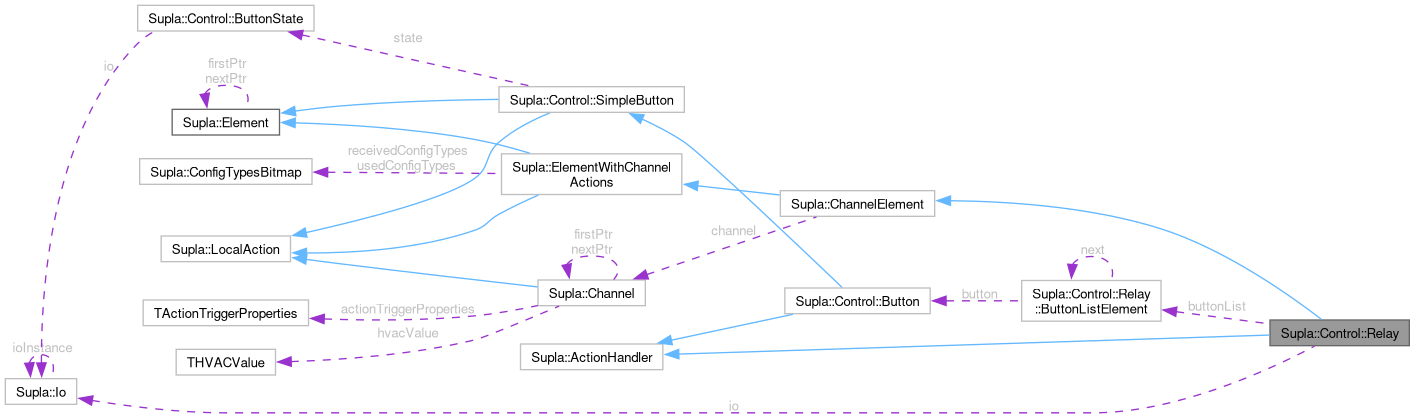 Supla::Control::ButtonState
state
io
firstPtr
nextPtr
Supla::Control::SimpleButton
Supla::Element
receivedConfigTypes
usedConfigTypes
Supla::ElementWithChannel
Actions
Supla::ConfigTypesBitmap
Supla::ChannelElement
channel
Supla::LocalAction
firstPtr
nextPtr
next
Supla::Channel
Supla::Control::Button
button
Supla::Control::Relay
::ButtonListElement
buttonList
TActionTriggerProperties
actionTriggerProperties
hvacValue
Supla::Control::Relay
ioInstance
THVACValue
Supla::ActionHandler
Supla::Io
io